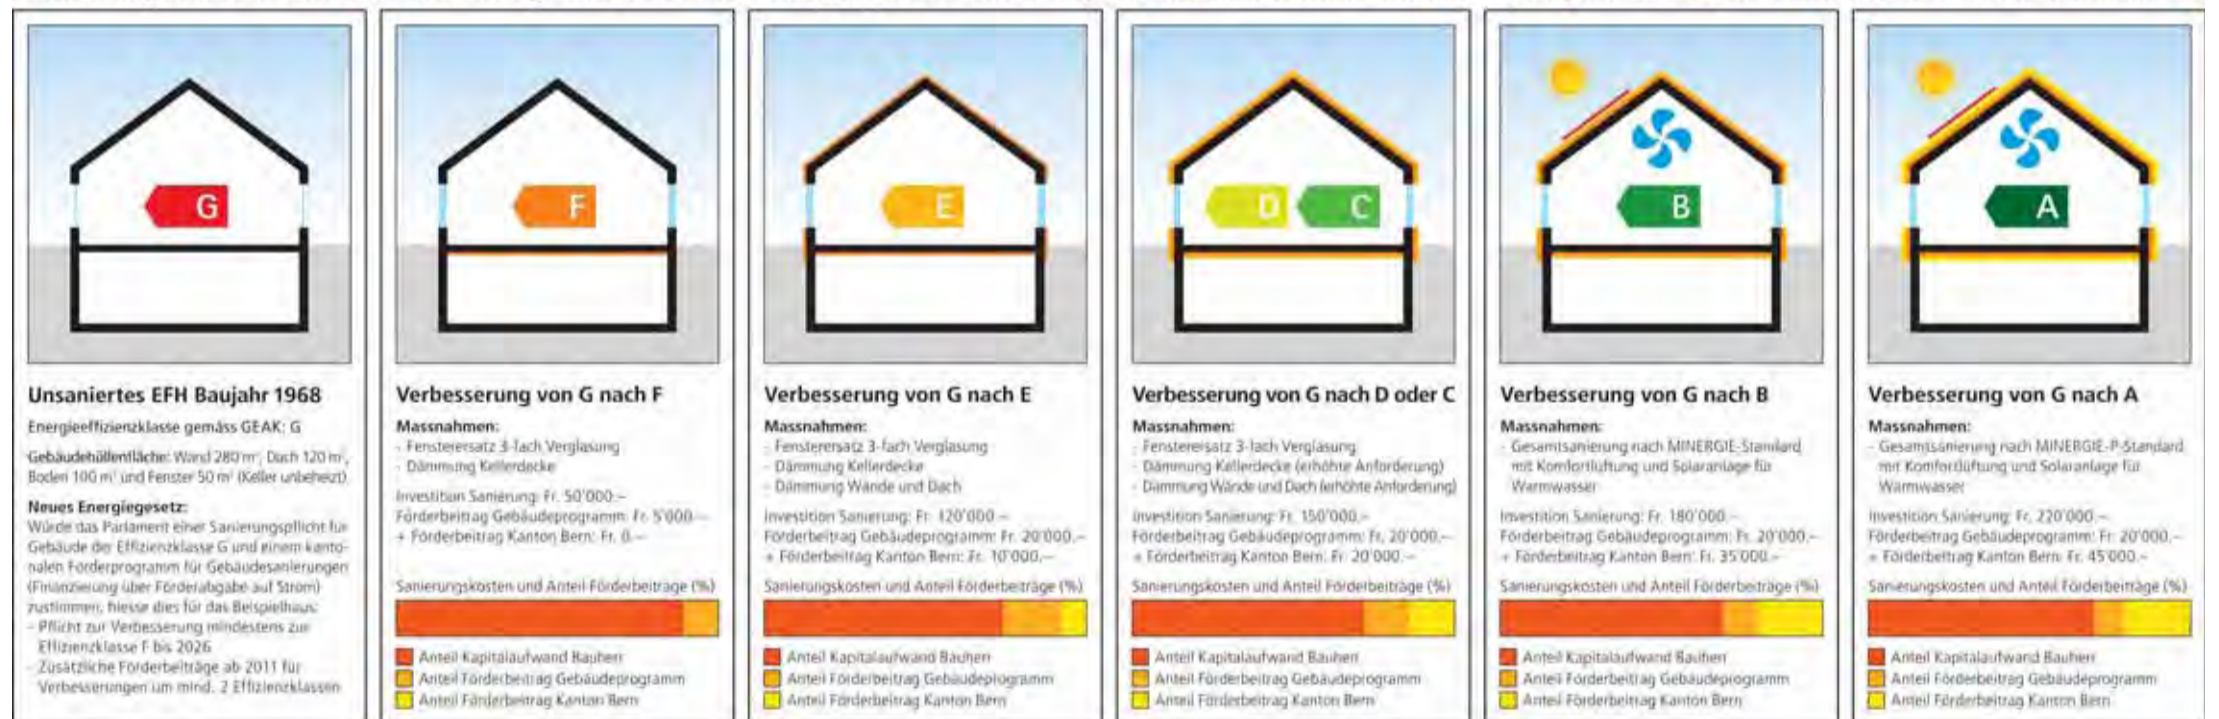 G
Unsaniertes EFH Baujahr 1968
Energieeffizienzklasse gemäss GEAK: G
Gebäudehüllenfläche: Wand 280 m², Dach 120 m²,
Boden 100 m² und Fenster 50 m² (Keller unbeheizt)
Neues Energiegesetz:
Würde das Parlament einer Sanierungspflicht für
Gebäude der Effizienzklasse G und einem kanto-
nalen Förderprogramm für Gebäudesanierungen
(Finanzierung über Förderabgabe auf Strom)
zustimmen, hiesse dies für das Beispielhaus:
- Pflicht zur Verbesserung mindestens zur
Effizienzklasse F bis 2026
- Zusätzliche Förderbeiträge ab 2011 für
Verbesserungen um mind. 2 Effizienzklassen
F
Verbesserung von G nach F
Massnahmen:
- Fensterersatz 3-fach Verglasung
- Dämmung Kellerdecke
Investition Sanierung: Fr. 50'000.–
Förderbeitrag Gebäudeprogramm: Fr. 5'000.–
+ Förderbeitrag Kanton Bern: Fr. 0.–
Sanierungskosten und Anteil Förderbeiträge (%)
Anteil Kapitalaufwand Bauherr
Anteil Förderbeitrag Gebäudeprogramm
Anteil Förderbeitrag Kanton Bern
E
Verbesserung von G nach E
Massnahmen:
- Fensterersatz 3-fach Verglasung
- Dämmung Kellerdecke
- Dämmung Wände und Dach
Investition Sanierung: Fr. 120'000.–
Förderbeitrag Gebäudeprogramm: Fr. 20'000.–
+ Förderbeitrag Kanton Bern: Fr. 10'000.–
Sanierungskosten und Anteil Förderbeiträge (%)
Anteil Kapitalaufwand Bauherr
Anteil Förderbeitrag Gebäudeprogramm
Anteil Förderbeitrag Kanton Bern
D C
Verbesserung von G nach D oder C
Massnahmen:
- Fensterersatz 3-fach Verglasung
- Dämmung Kellerdecke (erhöhte Anforderung)
- Dämmung Wände und Dach (erhöhte Anforderung)
Investition Sanierung: Fr. 150'000.–
Förderbeitrag Gebäudeprogramm: Fr. 20'000.–
+ Förderbeitrag Kanton Bern: Fr. 20'000.–
Sanierungskosten und Anteil Förderbeiträge (%)
Anteil Kapitalaufwand Bauherr
Anteil Förderbeitrag Gebäudeprogramm
Anteil Förderbeitrag Kanton Bern
B
Verbesserung von G nach B
Massnahmen:
- Gesamtsanierung nach MINERGIE-Standard
mit Komfortlüftung und Solaranlage für
Warmwasser
Investition Sanierung: Fr. 180'000.–
Förderbeitrag Gebäudeprogramm: Fr. 20'000.–
+ Förderbeitrag Kanton Bern: Fr. 35'000.–
Sanierungskosten und Anteil Förderbeiträge (%)
Anteil Kapitalaufwand Bauherr
Anteil Förderbeitrag Gebäudeprogramm
Anteil Förderbeitrag Kanton Bern
A
Verbesserung von G nach A
Massnahmen:
- Gesamtsanierung nach MINERGIE-P-Standard
mit Komfortlüftung und Solaranlage für
Warmwasser
Investition Sanierung: Fr. 220'000.–
Förderbeitrag Gebäudeprogramm: Fr. 20'000.–
+ Förderbeitrag Kanton Bern: Fr. 45'000.–
Sanierungskosten und Anteil Förderbeiträge (%)
Anteil Kapitalaufwand Bauherr
Anteil Förderbeitrag Gebäudeprogramm
Anteil Förderbeitrag Kanton Bern